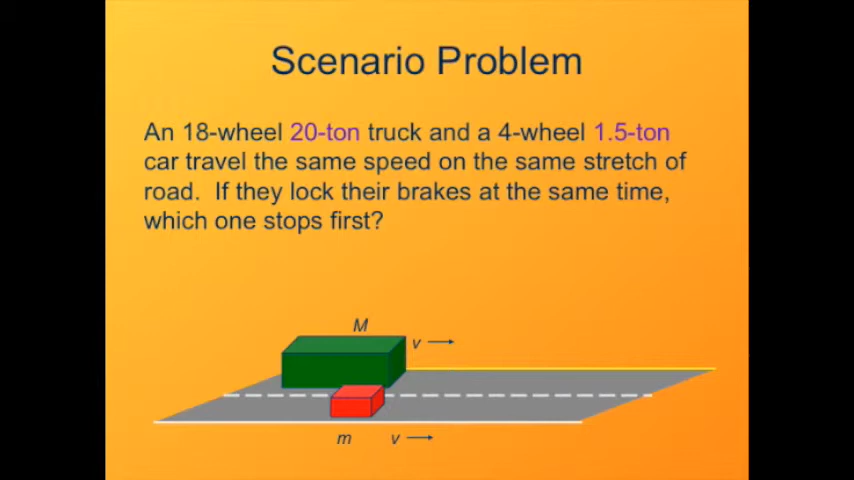 Scenario Problem
An 18-wheel 20-ton truck and a 4-wheel 1.5-ton
car travel the same speed on the same stretch of
road. If they lock their brakes at the same time,
which one stops first?
M
v
m v